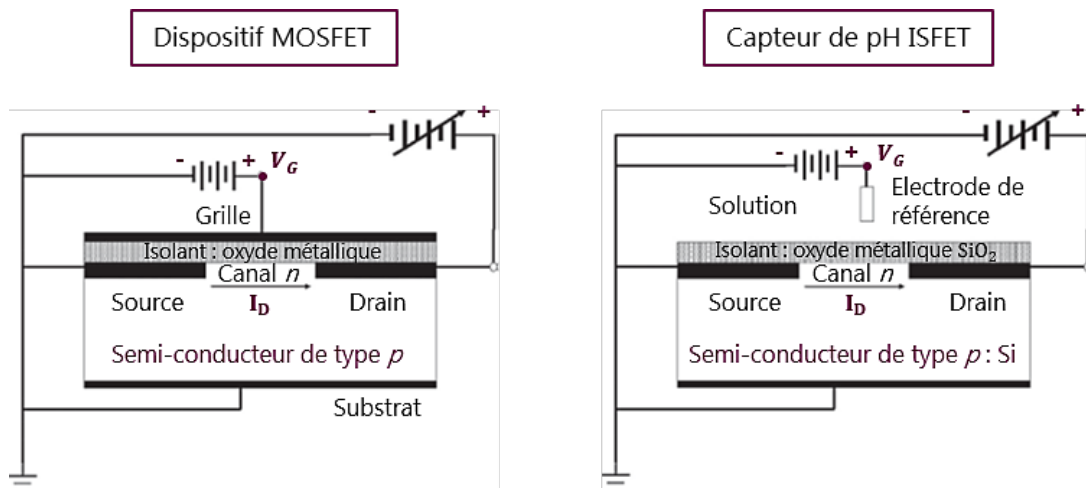 Dispositif MOSFET
- +
- + V_G
Grille
Isolant : oxyde métallique
Canal n
Source I_D Drain
Semi-conducteur de type p
Substrat
Capteur de pH ISFET
- +
- + V_G
Solution
Electrode de
référence
Isolant : oxyde métallique SiO₂
Canal n
Source I_D Drain
Semi-conducteur de type p : Si